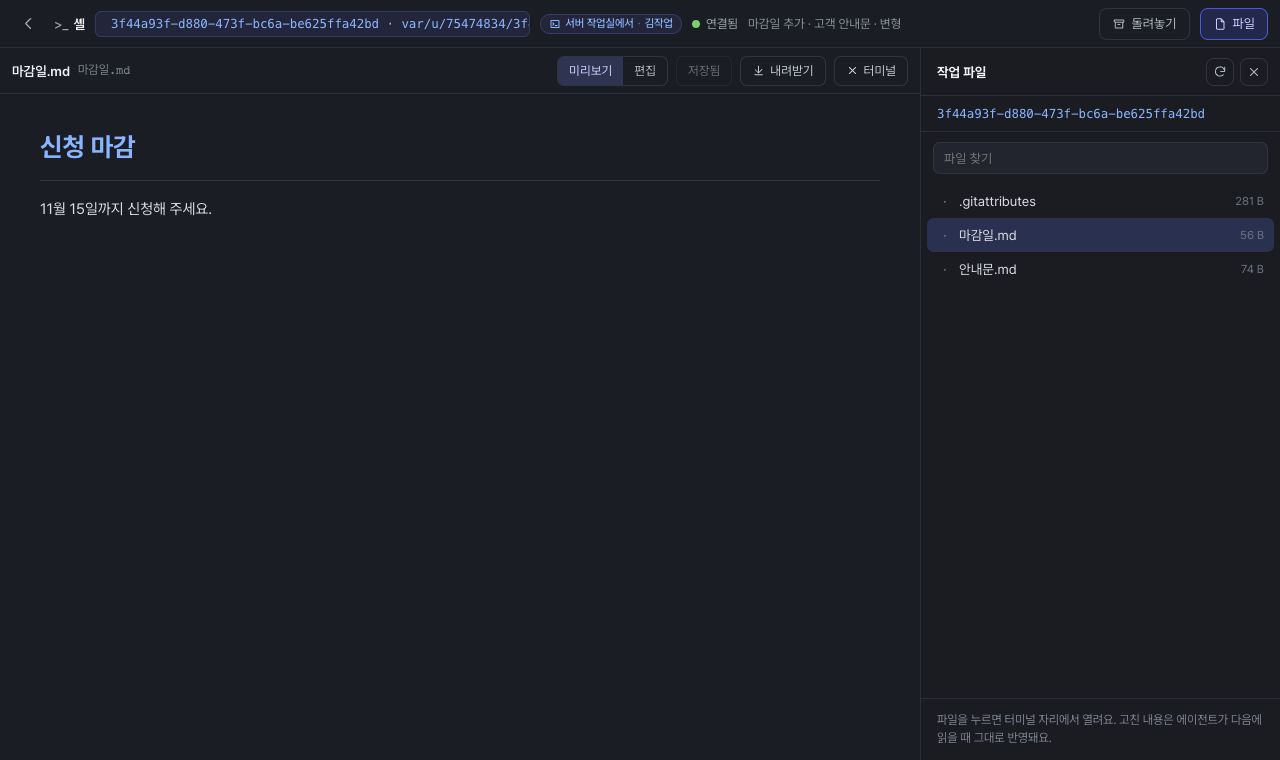 >_ 셸 3f44a93f-d880-473f-bc6a-be625ffa42bd · var/u/75474834/3f 서버 작업실에서 · 김작업 연결됨 마감일 추가 · 고객 안내문 · 변형 돌려놓기 파일
마감일.md 마감일.md 미리보기 편집 저장됨 내려받기 터미널
신청 마감
11월 15일까지 신청해 주세요.
작업 파일
3f44a93f-d880-473f-bc6a-be625ffa42bd
파일 찾기
· .gitattributes 281 B
· 마감일.md 56 B
· 안내문.md 74 B
파일을 누르면 터미널 자리에서 열려요. 고친 내용은 에이전트가 다음에
읽을 때 그대로 반영돼요.